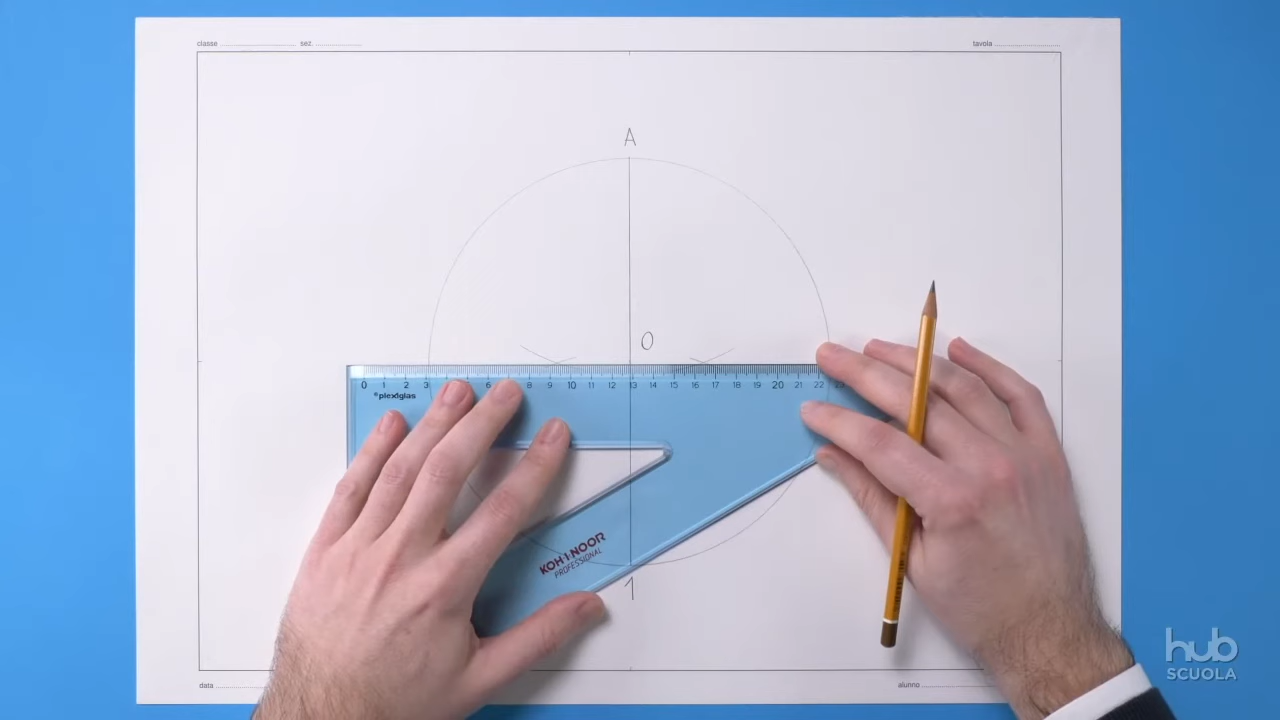 classe sez. tavola
A
O
0 1 2 3 6 8 10 11 12 13 14 15 16 17 18 19 20 21 22
plexiglas
KOH-I-NOOR
PROFESSIONAL
1
hub
SCUOLA
data alunno